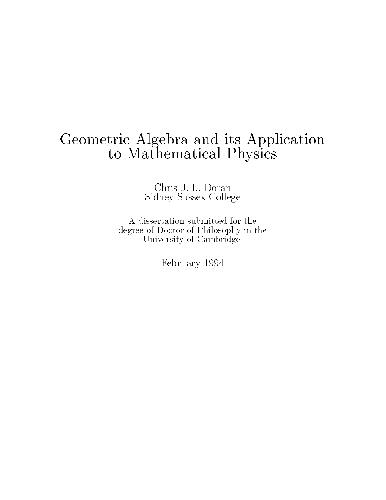 Geometric Algebra and its Application
to Mathematical Physics
Chris J. L. Doran
Sidney Sussex College
A dissertation submitted for the
degree of Doctor of Philosophy in the
University of Cambridge.
February 1994